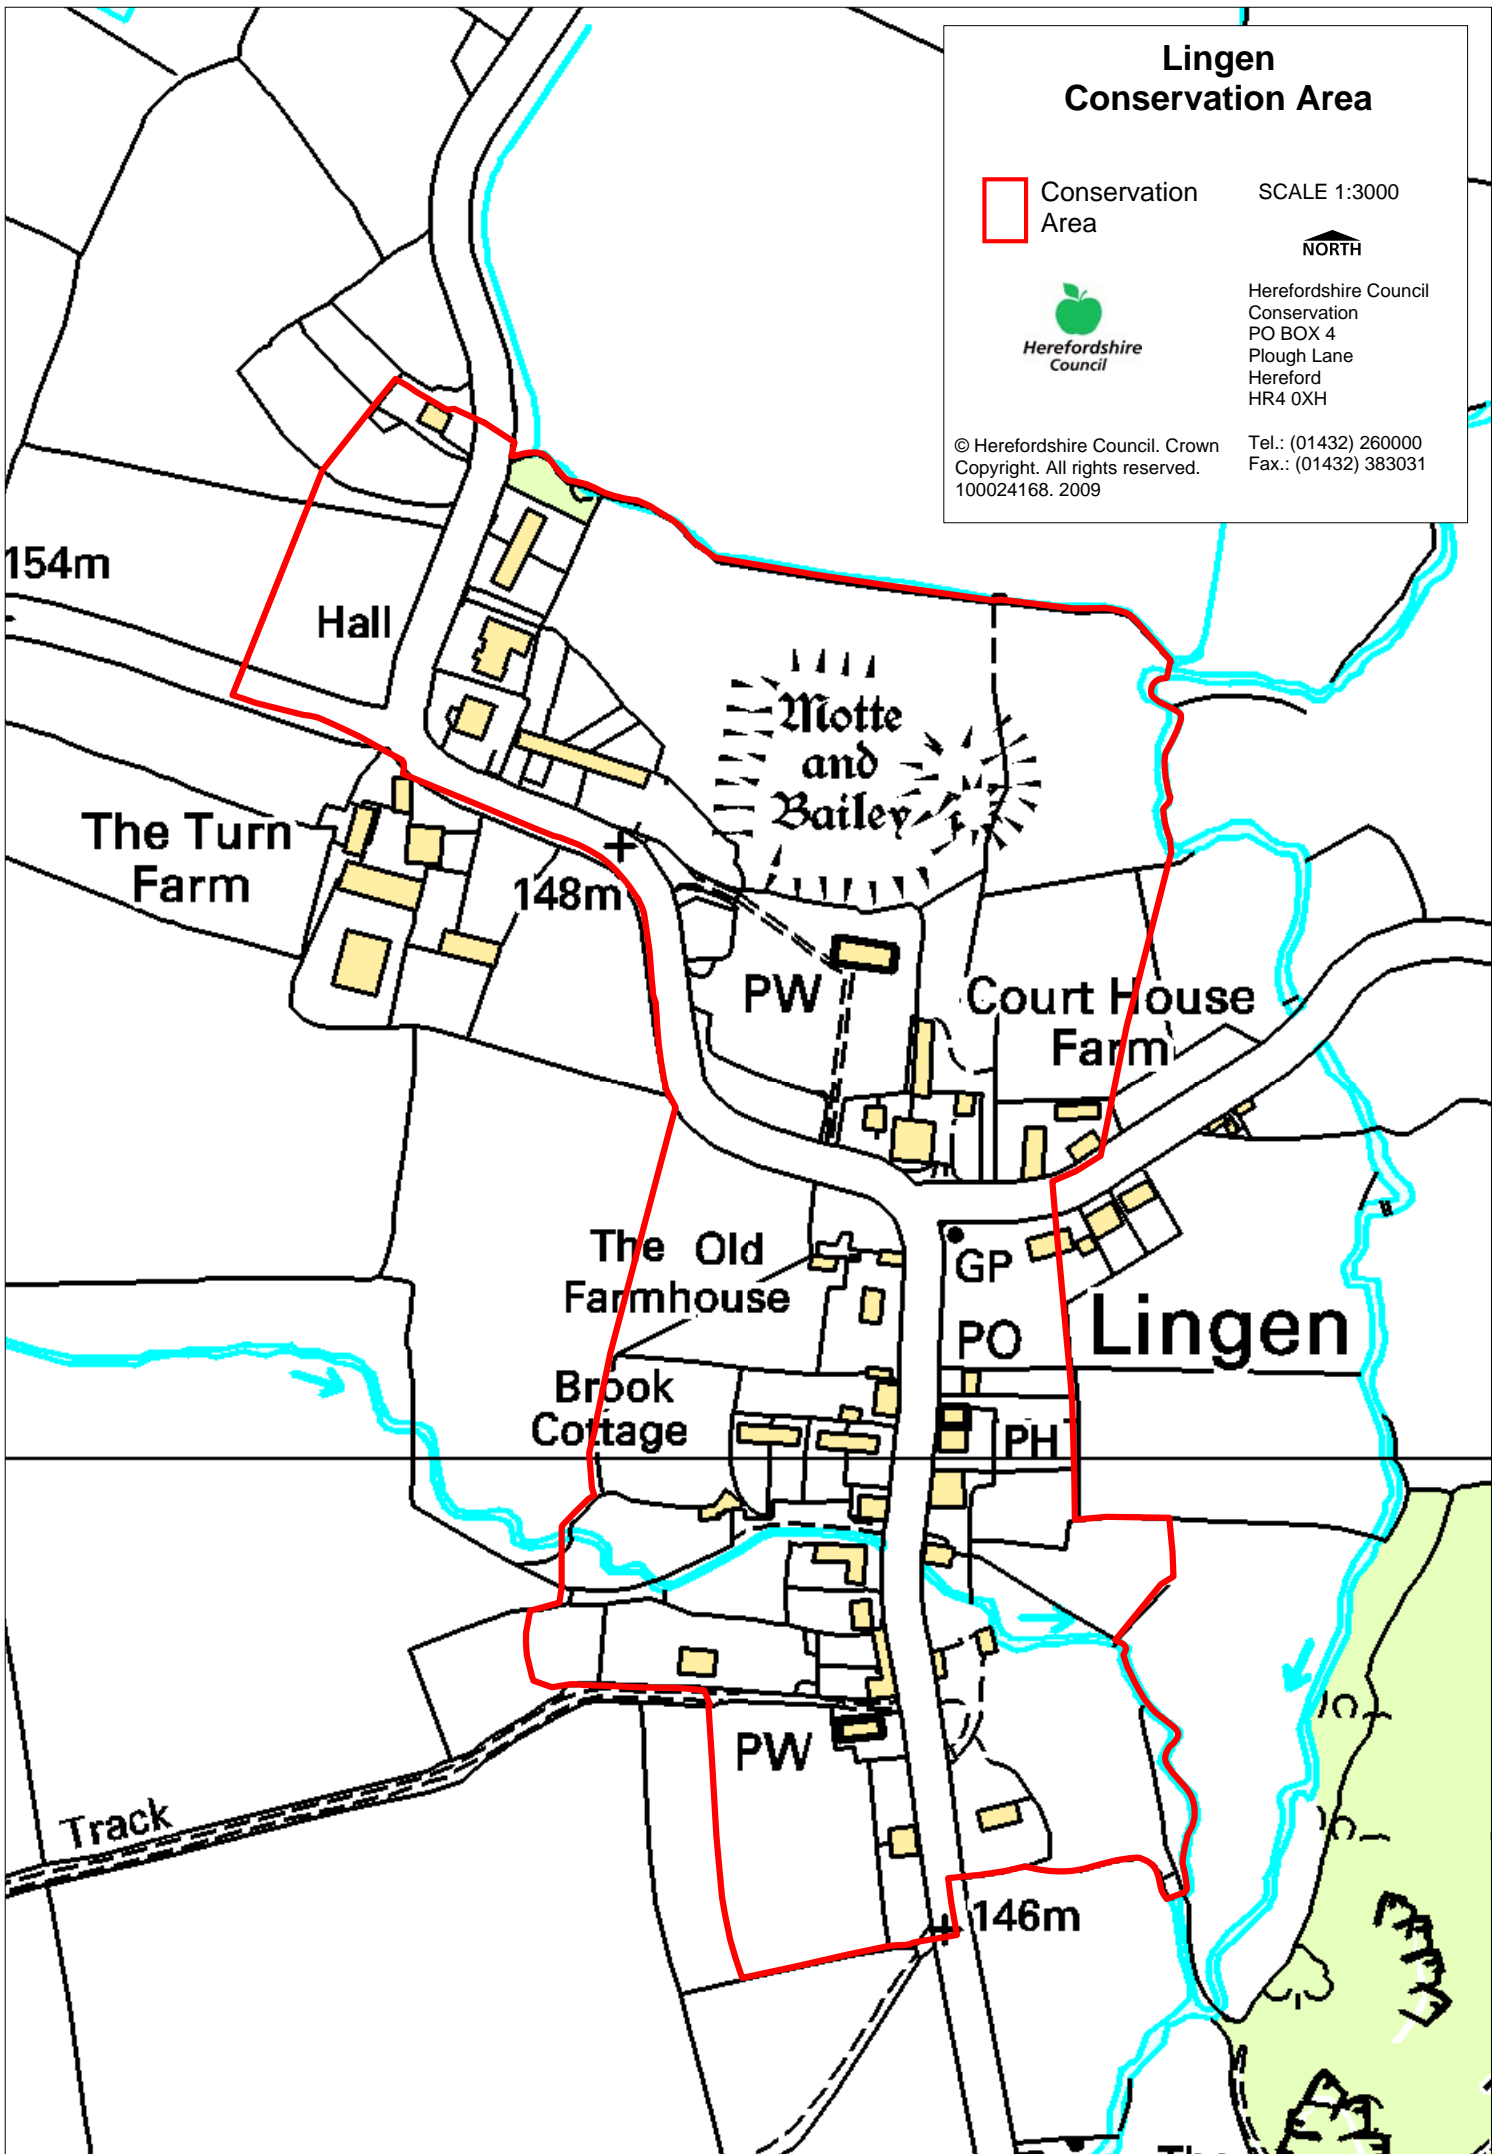 Lingen
Conservation Area
Conservation
Area
SCALE 1:3000
NORTH
Herefordshire
Council
Herefordshire Council
Conservation
PO BOX 4
Plough Lane
Hereford
HR4 0XH
Tel.: (01432) 260000
Fax.: (01432) 383031
© Herefordshire Council. Crown
Copyright. All rights reserved.
100024168. 2009
154m
Hall
Motte
and
Bailey
The Turn
Farm
148m
PW
Court House
Farm
The Old
Farmhouse
GP
PO
Lingen
Brook
Cottage
PH
PW
Track
146m